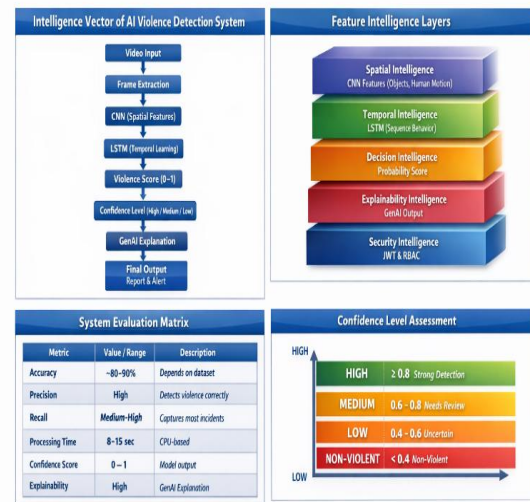 Intelligence Vector of AI Violence Detection System
Video Input
Frame Extraction
CNN (Spatial Features)
LSTM (Temporal Learning)
Violence Score (0–1)
Confidence Level (High / Medium / Low)
GenAI Explanation
Final Output
Report & Alert
Feature Intelligence Layers
Spatial Intelligence
CNN Features (Objects, Human Motion)
Temporal Intelligence
LSTM (Sequence Behavior)
Decision Intelligence
Probability Score
Explainability Intelligence
GenAI Output
Security Intelligence
JWT & RBAC
System Evaluation Matrix
Metric Value / Range Description
Accuracy ~80–90% Depends on dataset
Precision High Detects violence correctly
Recall Medium-High Captures most incidents
Processing Time 8–15 sec CPU-based
Confidence Score 0 – 1 Model output
Explainability High GenAI Explanation
Confidence Level Assessment
HIGH
HIGH ≥ 0.8 Strong Detection
MEDIUM 0.6 - 0.8 Needs Review
LOW 0.4 - 0.6 Uncertain
NON-VIOLENT < 0.4 Non-Violent
LOW